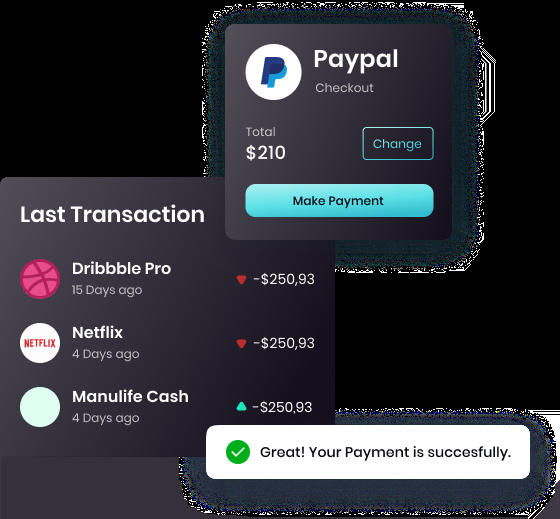 Paypal
Checkout
Total
$210
Change
Make Payment
Last Transaction
Dribbble Pro
15 Days ago
-$250,93
NETFLIX
Netflix
4 Days ago
-$250,93
Manulife Cash
4 Days ago
-$250,93
Great! Your Payment is succesfully.